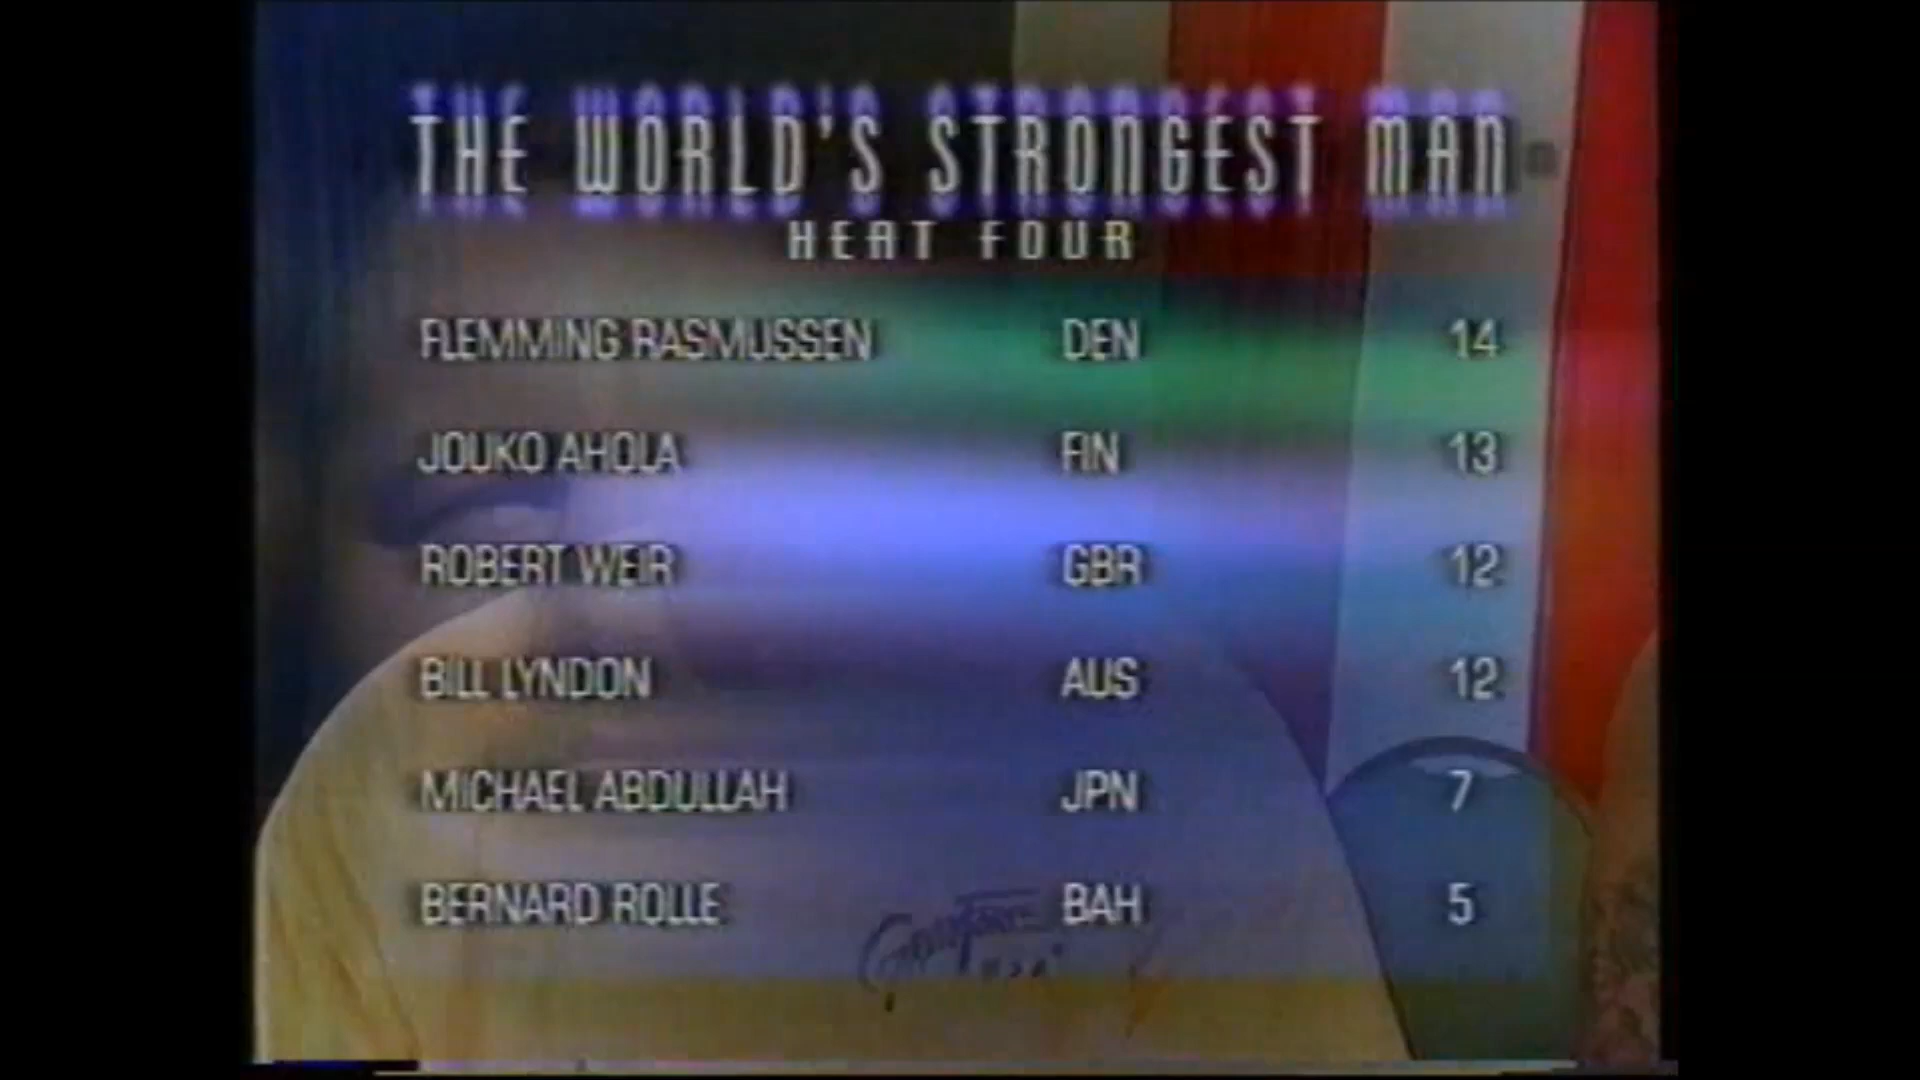 THE WORLD'S STRONGEST MAN
HEAT FOUR
FLEMMING RASMUSSEN DEN 14
JOUKO AHOLA FIN 13
ROBERT WEIR GBR 12
BILL LYNDON AUS 12
MICHAEL ABDULLAH JPN 7
BERNARD ROLLE BAH 5